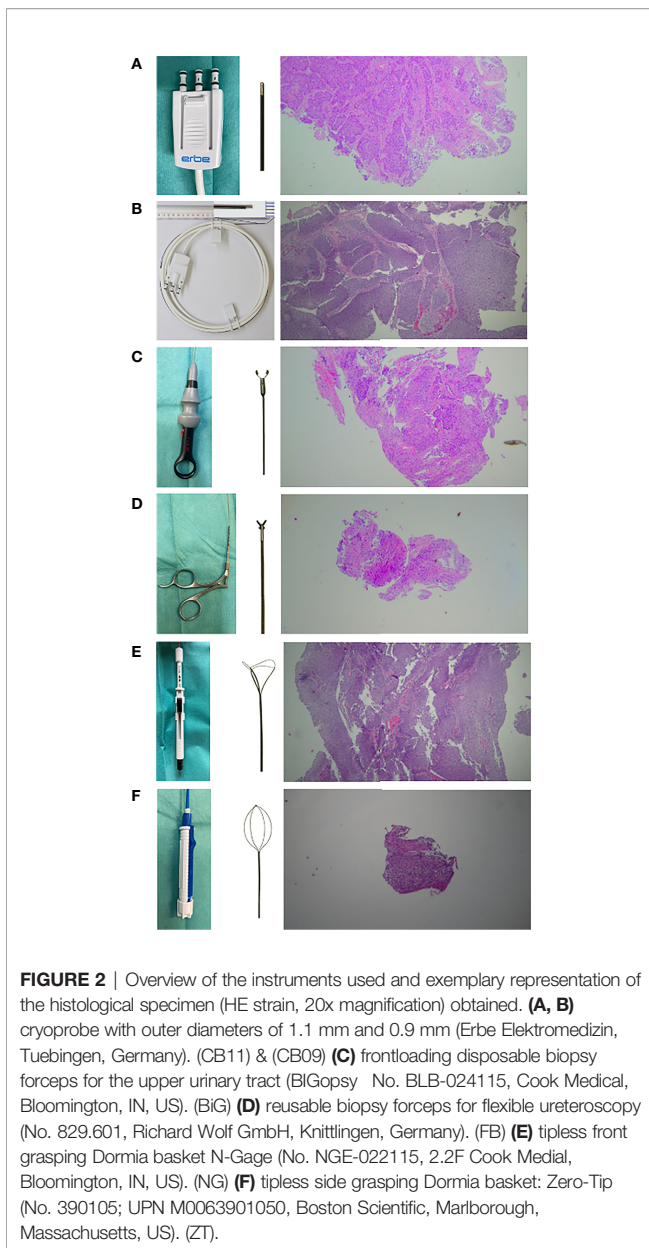 A
erbe
B
C
D
E
F
FIGURE 2 | Overview of the instruments used and exemplary representation of
the histological specimen (HE strain, 20x magnification) obtained. (A, B)
cryoprobe with outer diameters of 1.1 mm and 0.9 mm (Erbe Elektromedizin,
Tuebingen, Germany). (CB11) & (CB09) (C) frontloading disposable biopsy
forceps for the upper urinary tract (BIGopsy No. BLB-024115, Cook Medical,
Bloomington, IN, US). (BiG) (D) reusable biopsy forceps for flexible ureteroscopy
(No. 829.601, Richard Wolf GmbH, Knittlingen, Germany). (FB) (E) tipless front
grasping Dormia basket N-Gage (No. NGE-022115, 2.2F Cook Medial,
Bloomington, IN, US). (NG) (F) tipless side grasping Dormia basket: Zero-Tip
(No. 390105; UPN M0063901050, Boston Scientific, Marlborough,
Massachusetts, US). (ZT).